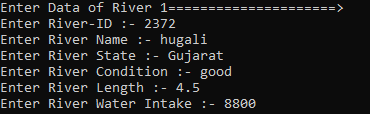 Enter Data of River 1=====================>
Enter River-ID :- 2372
Enter River Name :- hugali
Enter River State :- Gujarat
Enter River Condition :- good
Enter River Length :- 4.5
Enter River Water Intake :- 8800